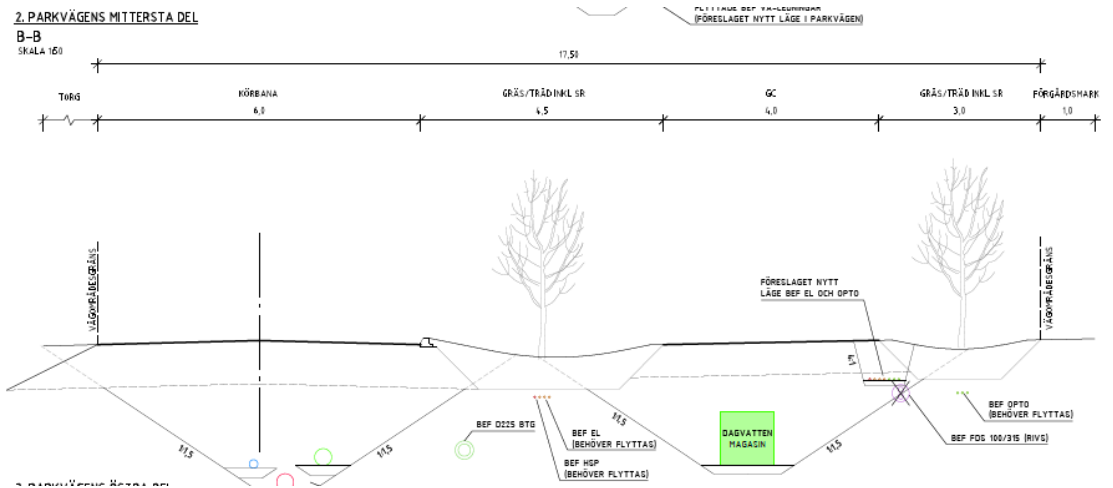 2. PARKVÄGENS MITTERSTA DEL
B-B
SKALA 1:50
FLYTTADE BEF VA-LEDNINGAR
(FÖRESLAGET NYTT LÄGE I PARKVÄGEN)
17,50
TORG
KÖRBANA
GRÄS/TRÄD INKL SR
GC
GRÄS/TRÄD INKL SR
FÖRGÅRDSMARK
6,0
4,5
4,0
3,0
1,0
VÄGOMRÅDESGRÄNS
VÄGOMRÅDESGRÄNS
FÖRESLAGET NYTT
LÄGE BEF EL OCH OPTO
1:1,5
1:1,5
1:1,5
1:1,5
BEF D225 BTG
BEF EL
(BEHÖVER FLYTTAS)
BEF HSP
(BEHÖVER FLYTTAS)
DAGVATTEN
MAGASIN
BEF OPTO
(BEHÖVER FLYTTAS)
BEF FDS 100/315 (RIVS)
3. PARKVÄGENS ÖSTRA DEL